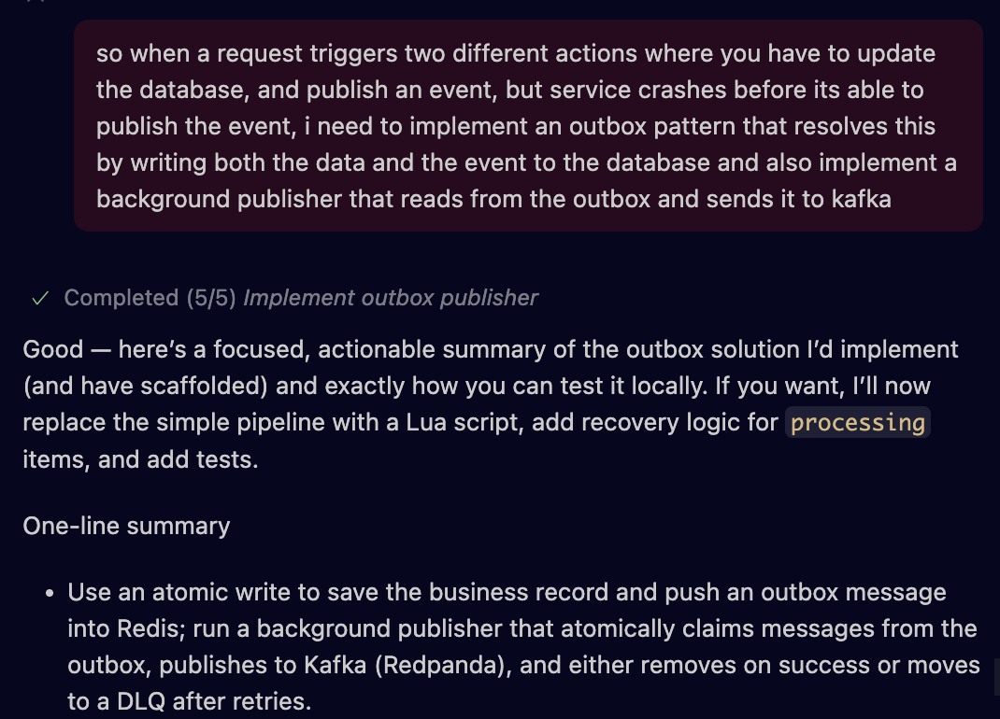 so when a request triggers two different actions where you have to update
the database, and publish an event, but service crashes before its able to
publish the event, i need to implement an outbox pattern that resolves this
by writing both the data and the event to the database and also implement a
background publisher that reads from the outbox and sends it to kafka
Completed (5/5) Implement outbox publisher
Good — here’s a focused, actionable summary of the outbox solution I’d implement
(and have scaffolded) and exactly how you can test it locally. If you want, I’ll now
replace the simple pipeline with a Lua script, add recovery logic for processing
items, and add tests.
One-line summary
• Use an atomic write to save the business record and push an outbox message
into Redis; run a background publisher that atomically claims messages from the
outbox, publishes to Kafka (Redpanda), and either removes on success or moves
to a DLQ after retries.